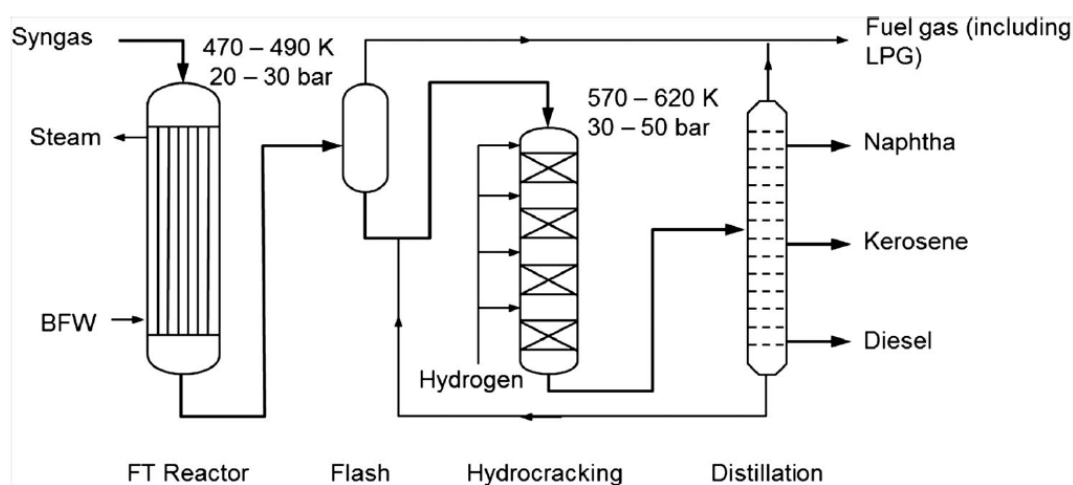 Syngas
470 – 490 K
20 – 30 bar
Fuel gas (including
LPG)
570 – 620 K
30 – 50 bar
Steam
Naphtha
Kerosene
BFW
Diesel
Hydrogen
FT Reactor
Flash
Hydrocracking
Distillation